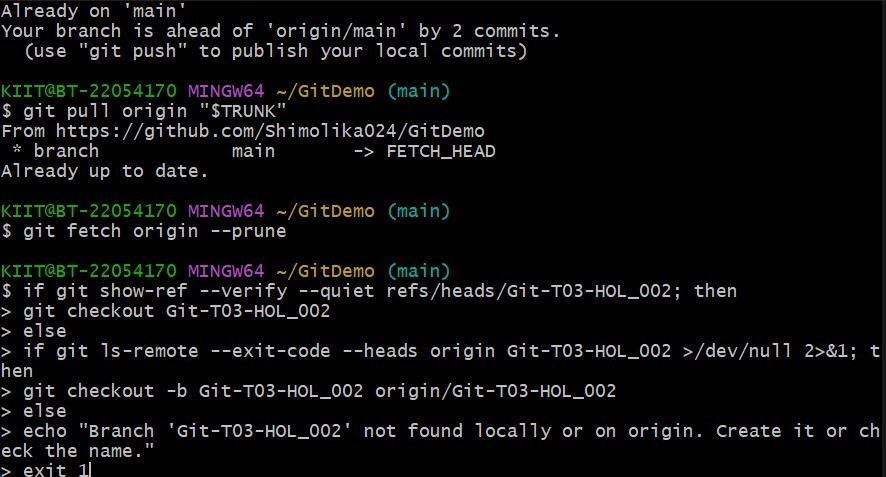 Already on 'main'
Your branch is ahead of 'origin/main' by 2 commits.
  (use "git push" to publish your local commits)

KIIT@BT-22054170 MINGW64 ~/GitDemo (main)
$ git pull origin "$TRUNK"
From https://github.com/Shimolika024/GitDemo
 * branch            main       -> FETCH_HEAD
Already up to date.

KIIT@BT-22054170 MINGW64 ~/GitDemo (main)
$ git fetch origin --prune

KIIT@BT-22054170 MINGW64 ~/GitDemo (main)
$ if git show-ref --verify --quiet refs/heads/Git-T03-HOL_002; then
> git checkout Git-T03-HOL_002
> else
> if git ls-remote --exit-code --heads origin Git-T03-HOL_002 >/dev/null 2>&1; t
hen
> git checkout -b Git-T03-HOL_002 origin/Git-T03-HOL_002
> else
> echo "Branch 'Git-T03-HOL_002' not found locally or on origin. Create it or ch
eck the name."
> exit 1